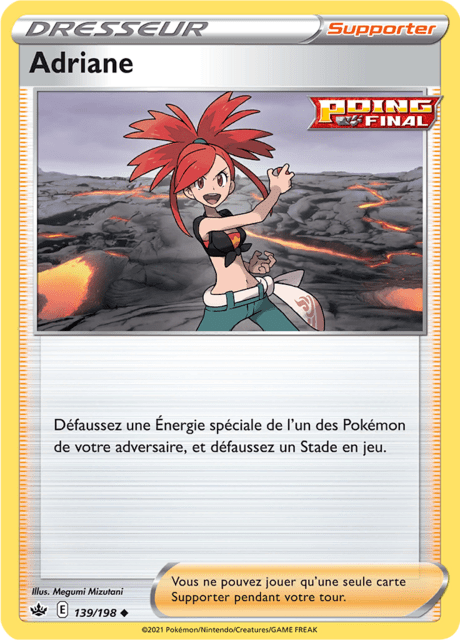 DRESSEUR
Supporter
Adriane
POING
FINAL
Défaussez une Énergie spéciale de l'un des Pokémon
de votre adversaire, et défaussez un Stade en jeu.
Illus. Megumi Mizutani
E 139/198
Vous ne pouvez jouer qu'une seule carte
Supporter pendant votre tour.
©2021 Pokémon/Nintendo/Creatures/GAME FREAK